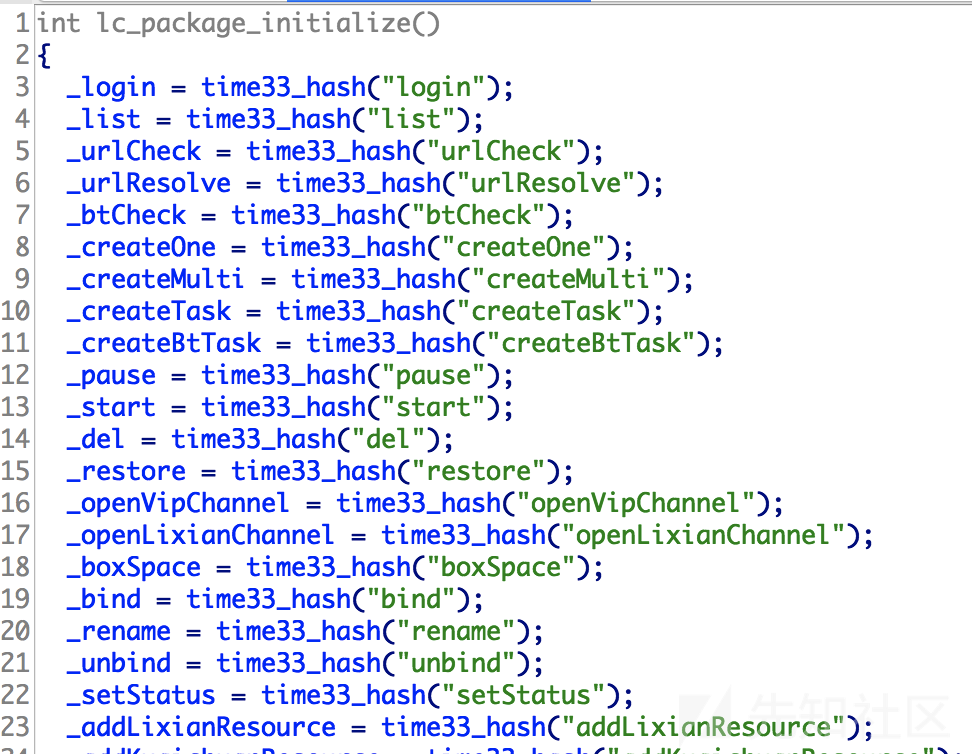 1 int lc_package_initialize()
2 {
3 _login = time33_hash("login");
4 _list = time33_hash("list");
5 _urlCheck = time33_hash("urlCheck");
6 _urlResolve = time33_hash("urlResolve");
7 _btCheck = time33_hash("btCheck");
8 _createOne = time33_hash("createOne");
9 _createMulti = time33_hash("createMulti");
10 _createTask = time33_hash("createTask");
11 _createBtTask = time33_hash("createBtTask");
12 _pause = time33_hash("pause");
13 _start = time33_hash("start");
14 _del = time33_hash("del");
15 _restore = time33_hash("restore");
16 _openVipChannel = time33_hash("openVipChannel");
17 _openLixianChannel = time33_hash("openLixianChannel");
18 _boxSpace = time33_hash("boxSpace");
19 _bind = time33_hash("bind");
20 _rename = time33_hash("rename");
21 _unbind = time33_hash("unbind");
22 _setStatus = time33_hash("setStatus");
23 _addLixianResource = time33_hash("addLixianResource");
先知社区